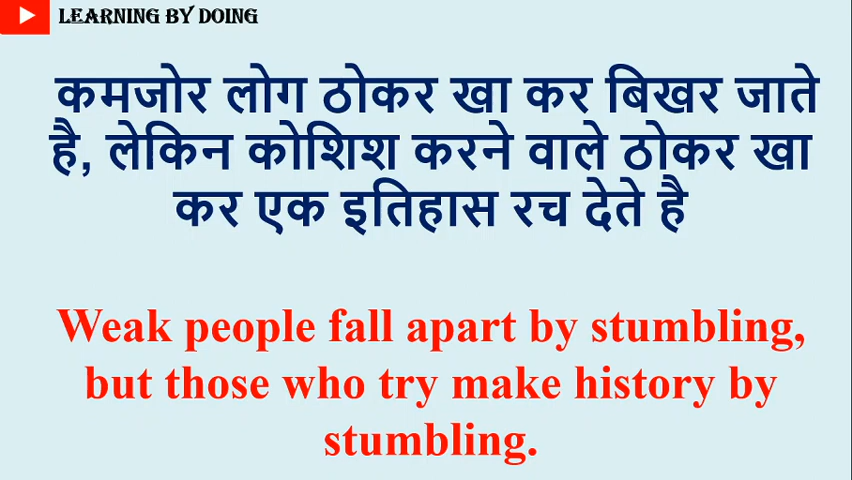 LEARNING BY DOING
कमजोर लोग ठोकर खा कर बिखर जाते
है, लेकिन कोशिश करने वाले ठोकर खा
कर एक इतिहास रच देते है
Weak people fall apart by stumbling,
but those who try make history by
stumbling.